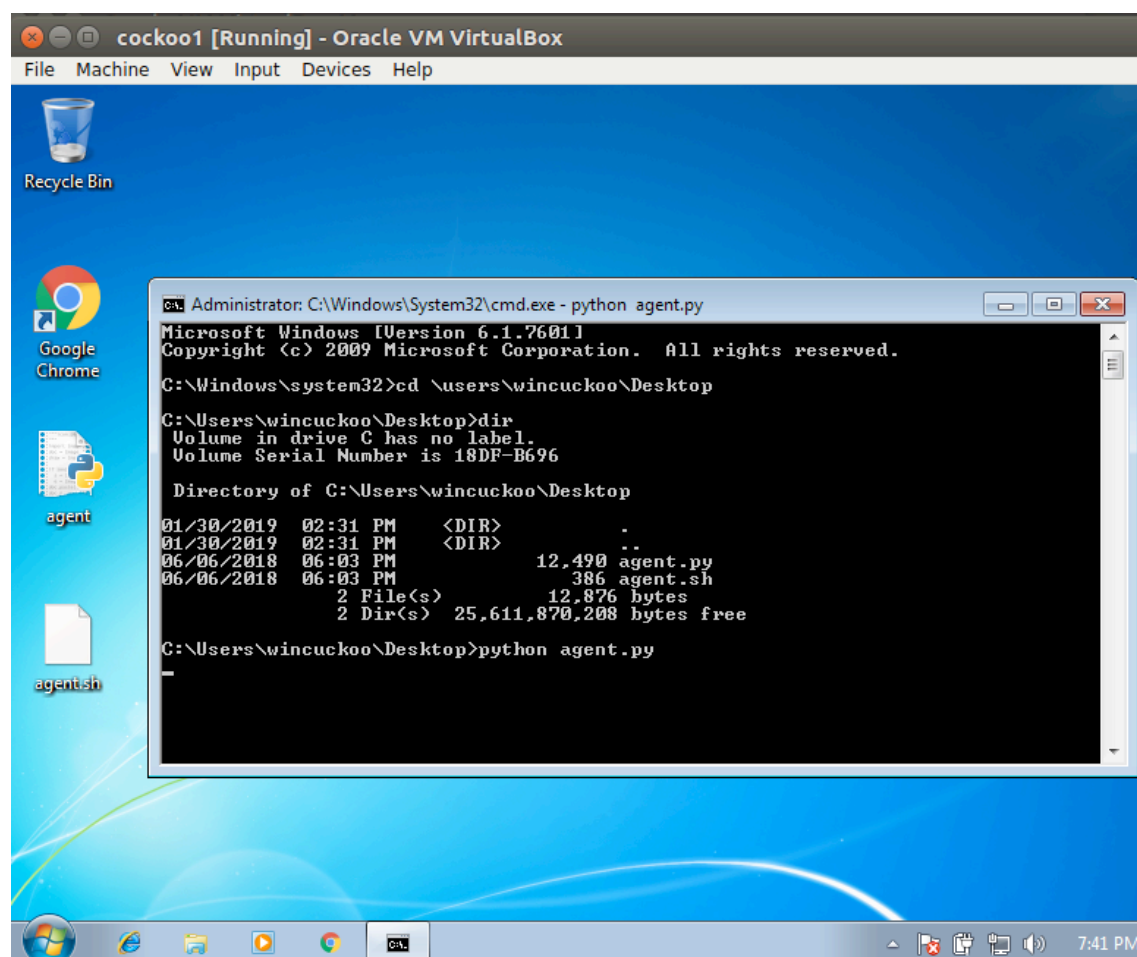 cockoo1 [Running] - Oracle VM VirtualBox
File Machine View Input Devices Help
Recycle Bin
Google
Chrome
agent
agent.sh
Administrator: C:\Windows\System32\cmd.exe - python agent.py
Microsoft Windows [Version 6.1.7601]
Copyright (c) 2009 Microsoft Corporation. All rights reserved.
C:\Windows\system32>cd \users\wincuckoo\Desktop
C:\Users\wincuckoo\Desktop>dir
Volume in drive C has no label.
Volume Serial Number is 18DF-B696
Directory of C:\Users\wincuckoo\Desktop
01/30/2019 02:31 PM <DIR> .
01/30/2019 02:31 PM <DIR> ..
06/06/2018 06:03 PM 12,490 agent.py
06/06/2018 06:03 PM 386 agent.sh
2 File(s) 12,876 bytes
2 Dir(s) 25,611,870,208 bytes free
C:\Users\wincuckoo\Desktop>python agent.py
7:41 PM